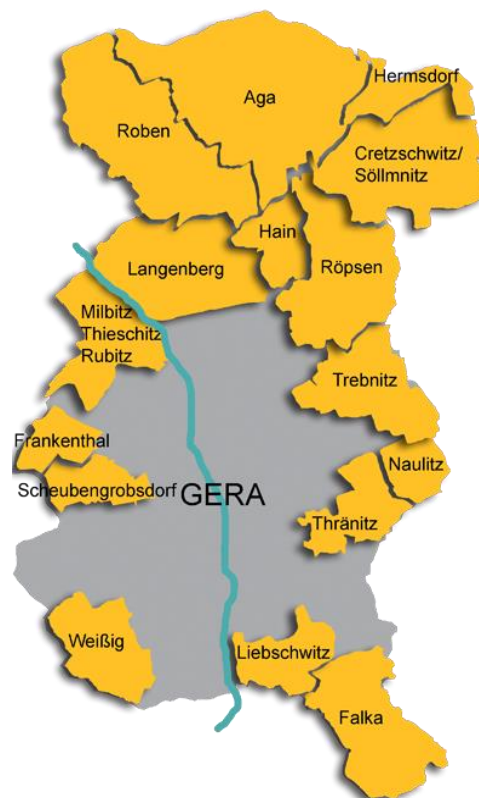 Hermsdorf
Aga
Roben
Cretzschwitz/
Söllmnitz
Hain
Langenberg
Röpsen
Milbitz
Thieschitz
Rubitz
Trebnitz
Frankenthal
Naulitz
Scheubengrobsdorf
GERA
Thränitz
Weißig
Liebschwitz
Falka